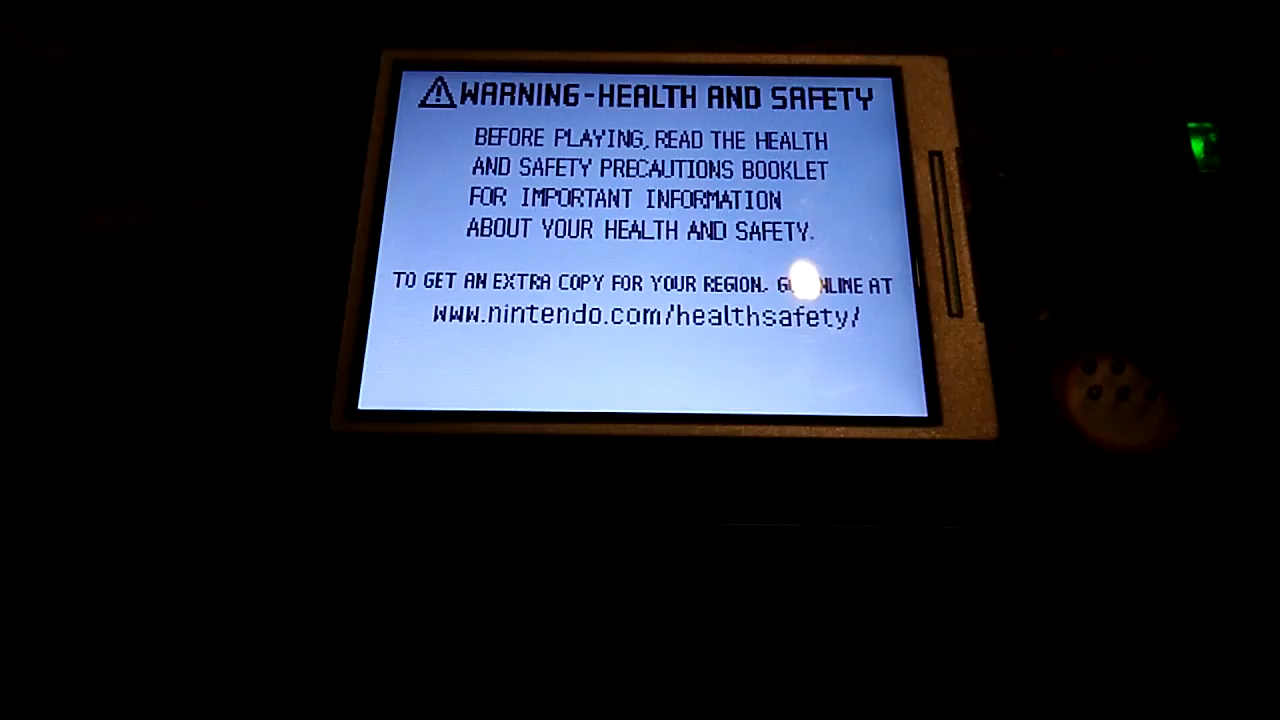 WARNING-HEALTH AND SAFETY
BEFORE PLAYING, READ THE HEALTH
AND SAFETY PRECAUTIONS BOOKLET
FOR IMPORTANT INFORMATION
ABOUT YOUR HEALTH AND SAFETY.
TO GET AN EXTRA COPY FOR YOUR REGION. AT
www.nintendo.com/healthsafety/